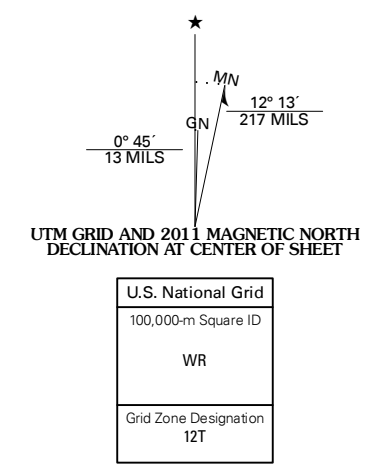 ★
MN
GN
12° 13´
217 MILS
0° 45´
13 MILS
UTM GRID AND 2011 MAGNETIC NORTH
DECLINATION AT CENTER OF SHEET
U.S. National Grid
100,000-m Square ID
WR
Grid Zone Designation
12T